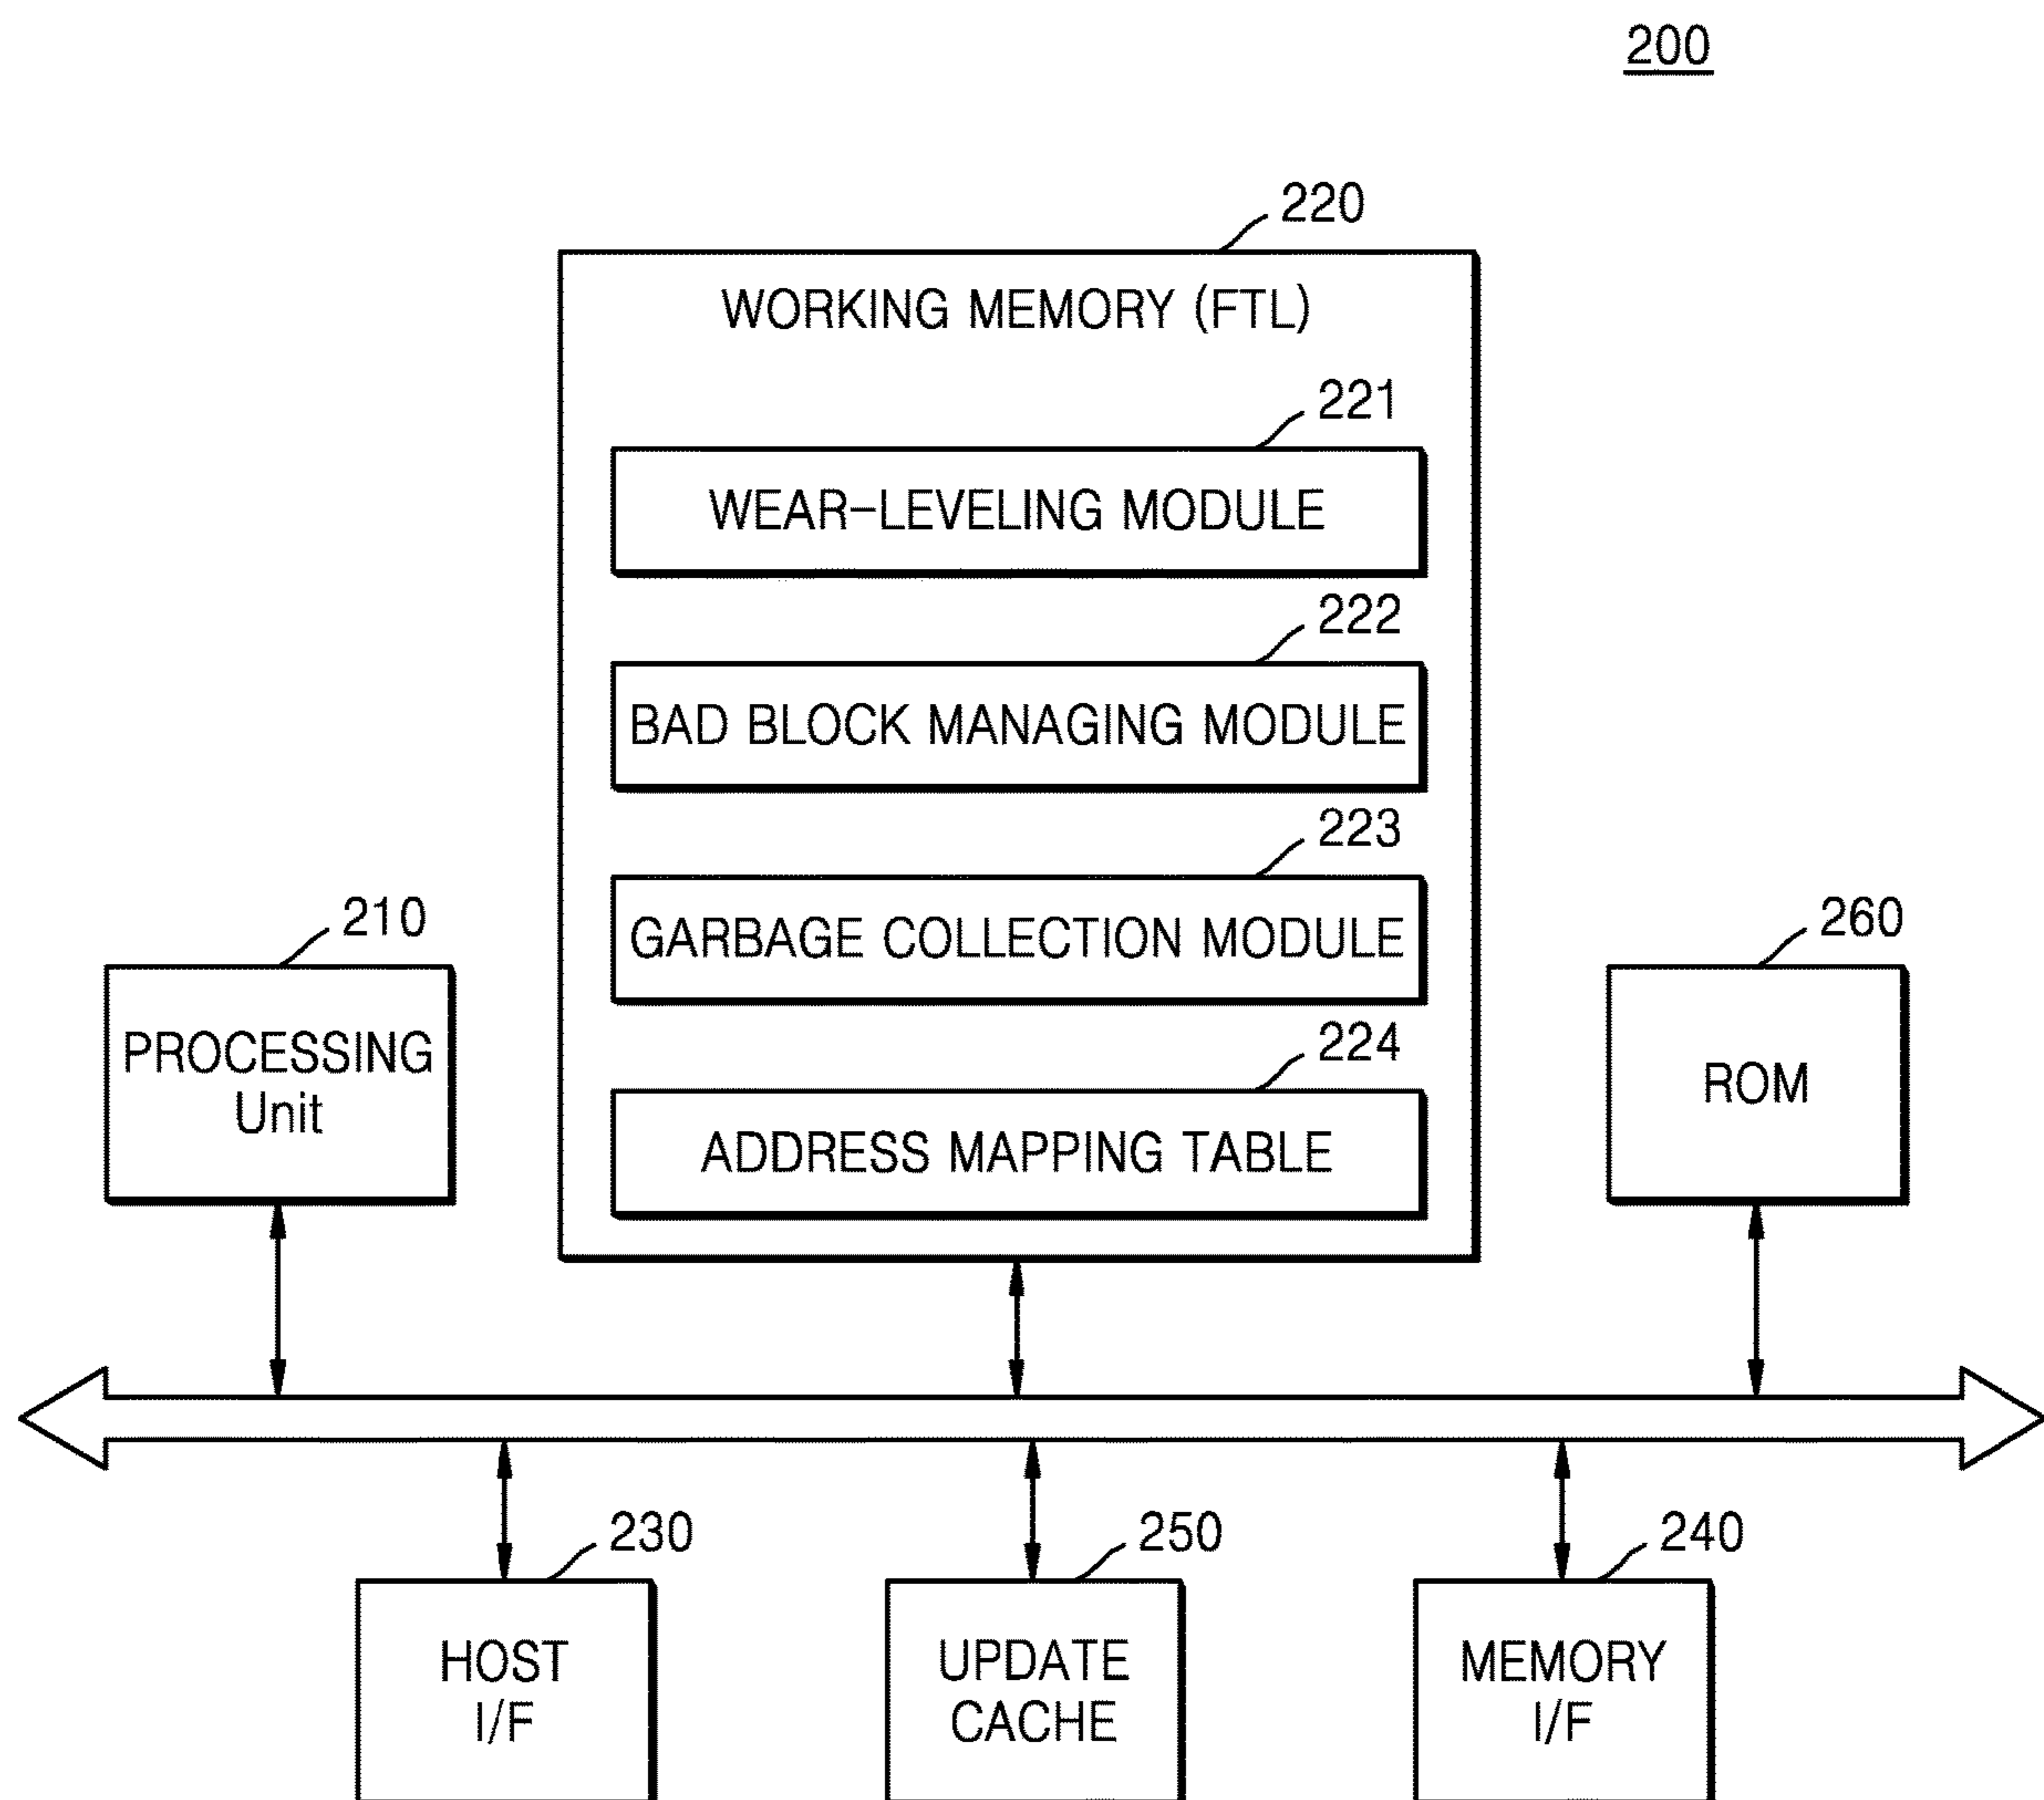 200
220
WORKING MEMORY (FTL)
221
WEAR-LEVELING MODULE
222
BAD BLOCK MANAGING MODULE
223
GARBAGE COLLECTION MODULE
224
ADDRESS MAPPING TABLE
210
PROCESSING
Unit
260
ROM
230
HOST
I/F
250
UPDATE
CACHE
240
MEMORY
I/F